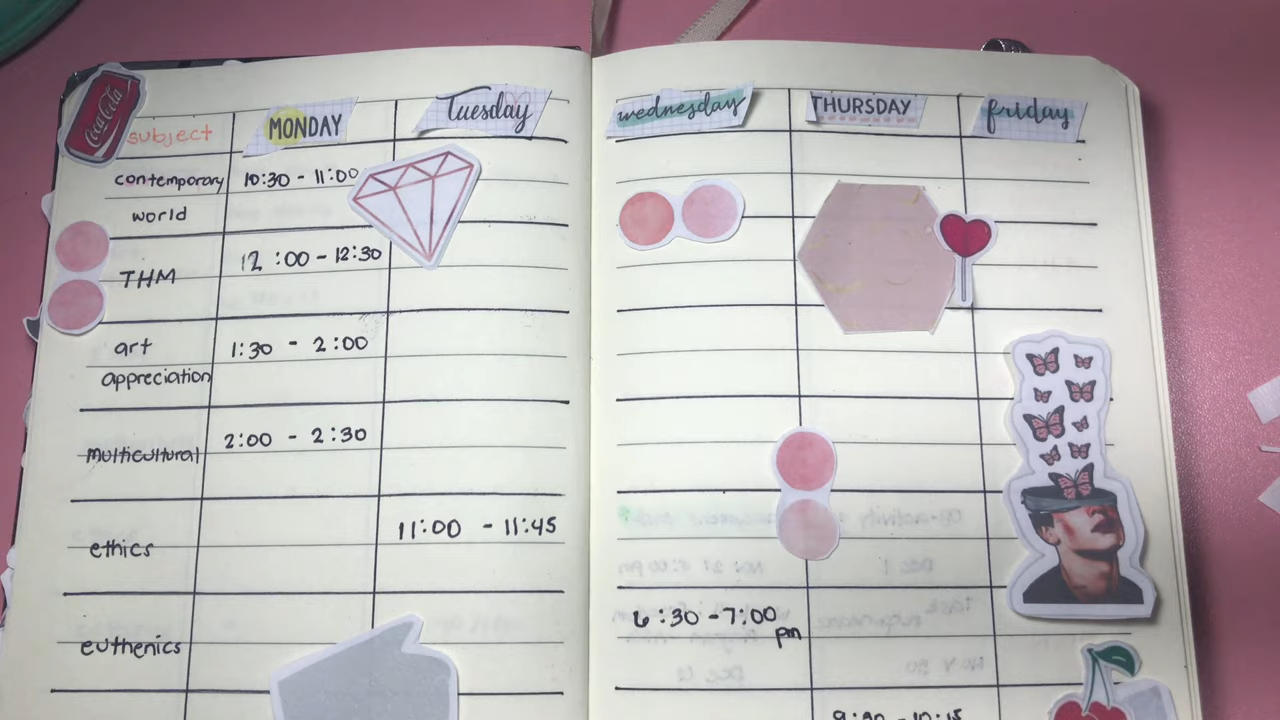 Coca-Cola
subject MONDAY Tuesday wednesday THURSDAY friday
contemporary 10:30 - 11:00
world
THM 12:00 - 12:30
art 1:30 - 2:00
appreciation
multicultural 2:00 - 2:30
ethics 11:00 - 11:45
euthenics 6:30 - 7:00
pm